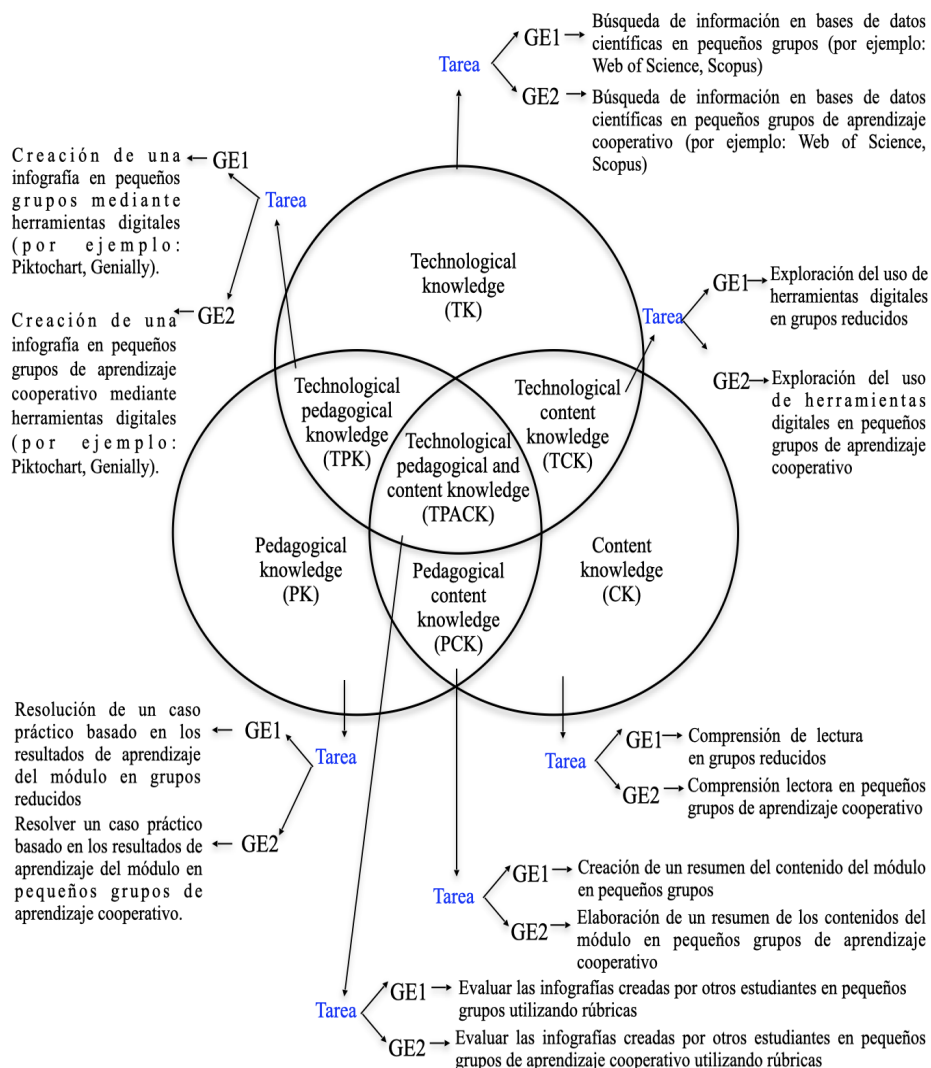 GE1
Búsqueda de información en bases de datos
científicas en pequeños grupos (por ejemplo:
Web of Science, Scopus)
Tarea
GE2
Búsqueda de información en bases de datos
científicas en pequeños grupos de aprendizaje
cooperativo (por ejemplo: Web of Science,
Scopus)
Creación de una
infografía en pequeños
grupos mediante
herramientas digitales
(por ejemplo:
Piktochart, Genially).
GE1
Tarea
GE2
Creación de una
infografía en pequeños
grupos de aprendizaje
cooperativo mediante
herramientas digitales
(por ejemplo:
Piktochart, Genially).
Technological
knowledge
(TK)
Tarea
GE1
Exploración del uso de
herramientas digitales
en grupos reducidos
GE2
Exploración del uso
de herramientas
digitales en pequeños
grupos de aprendizaje
cooperativo
Technological
pedagogical
knowledge
(TPK)
Technological
content
knowledge
(TCK)
Technological
pedagogical and
content knowledge
(TPACK)
Pedagogical
knowledge
(PK)
Content
knowledge
(CK)
Pedagogical
content
knowledge
(PCK)
Resolución de un caso
práctico basado en los
resultados de aprendizaje
del módulo en grupos
reducidos
GE1
Tarea
GE2
Resolver un caso práctico
basado en los resultados de
aprendizaje del módulo en
pequeños grupos de
aprendizaje cooperativo.
Tarea
GE1
Comprensión de lectura
en grupos reducidos
GE2
Comprensión lectora en pequeños
grupos de aprendizaje cooperativo
Tarea
GE1
Creación de un resumen del contenido del módulo
en pequeños grupos
GE2
Elaboración de un resumen de los contenidos del
módulo en pequeños grupos de aprendizaje
cooperativo
Tarea
GE1
Evaluar las infografías creadas por otros estudiantes en pequeños
grupos utilizando rúbricas
GE2
Evaluar las infografías creadas por otros estudiantes en pequeños
grupos de aprendizaje cooperativo utilizando rúbricas